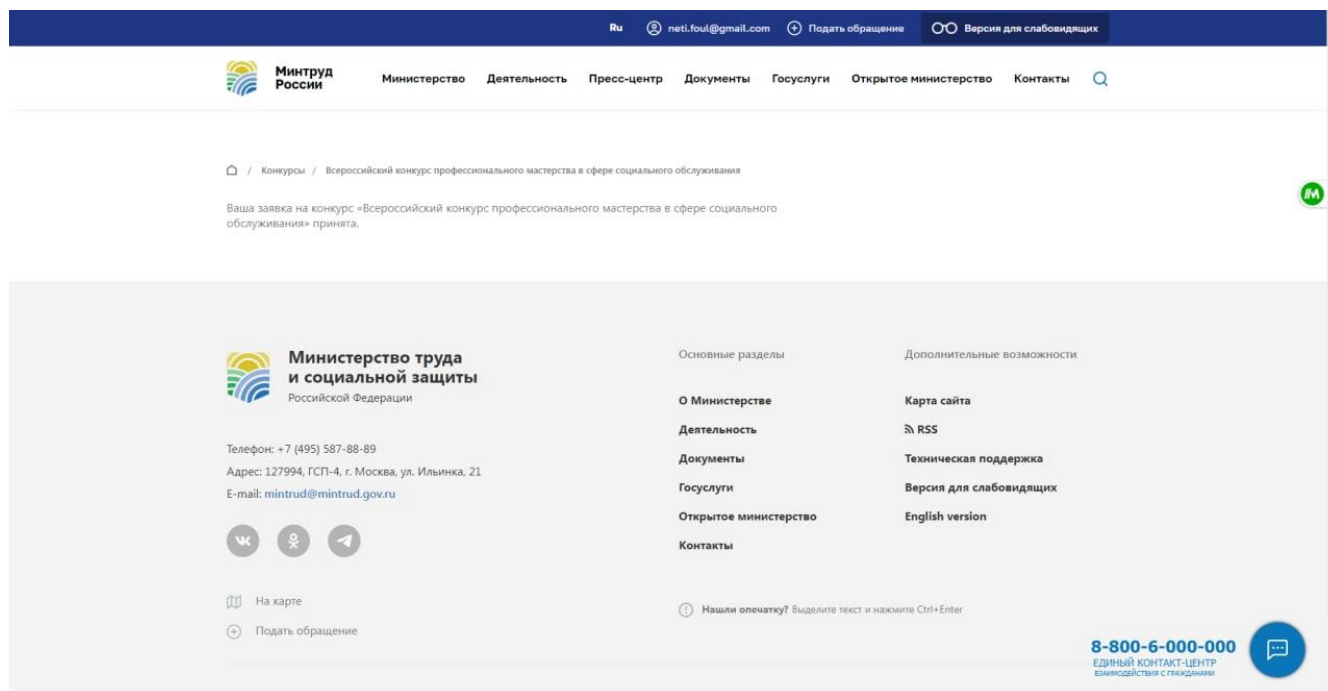 Ru neti.foul@gmail.com Подать обращение Версия для слабовидящих
Минтруд
России
Министерство Деятельность Пресс-центр Документы Госуслуги Открытое министерство Контакты
/ Конкурсы / Всероссийский конкурс профессионального мастерства в сфере социального обслуживания
Ваша заявка на конкурс «Всероссийский конкурс профессионального мастерства в сфере социального
обслуживания» принята.
Министерство труда
и социальной защиты
Российской Федерации
Телефон: +7 (495) 587-88-89
Адрес: 127994, ГСП-4, г. Москва, ул. Ильинка, 21
E-mail: mintrud@mintrud.gov.ru
На карте
Подать обращение
Основные разделы
О Министерстве
Деятельность
Документы
Госуслуги
Открытое министерство
Контакты
Дополнительные возможности
Карта сайта
RSS
Техническая поддержка
Версия для слабовидящих
English version
Нашли опечатку? Выделите текст и нажмите Ctrl+Enter
8-800-6-000-000
ЕДИНЫЙ КОНТАКТ-ЦЕНТР
ВЗАИМОДЕЙСТВИЯ С ГРАЖДАНАМИ